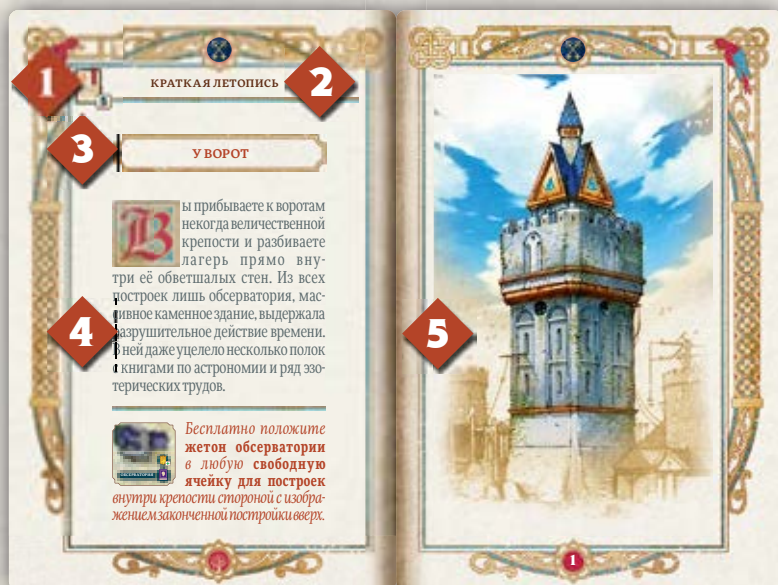 1
2
КРАТКАЯ ЛЕТОПИСЬ
3
У ВОРОТ
Вы прибываете к воротам
некогда величественной
крепости и разбиваете
лагерь прямо вну-
три её обветшалых стен. Из всех
построек лишь обсерватория, мас-
сивное каменное здание, выдержала
разрушительное действие времени.
В ней даже уцелело несколько полок
с книгами по астрономии и ряд эзо-
терических трудов.
4
Бесплатно положите
жетон обсерватории
в любую свободную
ячейку для построек
внутри крепости стороной с изобра-
жением законченной постройки вверх.
ОБСЕРВАТОРИЯ
5
1